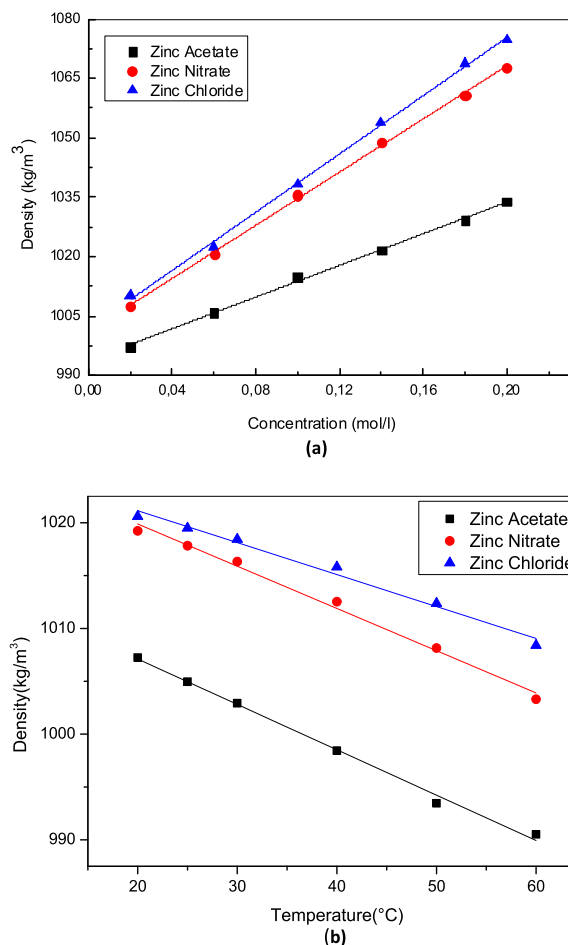 1080
1065
1050
1035
1020
1005
990
Density (kg/m3)
Zinc Acetate
Zinc Nitrate
Zinc Chloride
0,00 0,04 0,08 0,12 0,16 0,20
Concentration (mol/l)
(a)
1020
1010
1000
990
Density(kg/m3)
Zinc Acetate
Zinc Nitrate
Zinc Chloride
20 30 40 50 60
Temperature(°C)
(b)